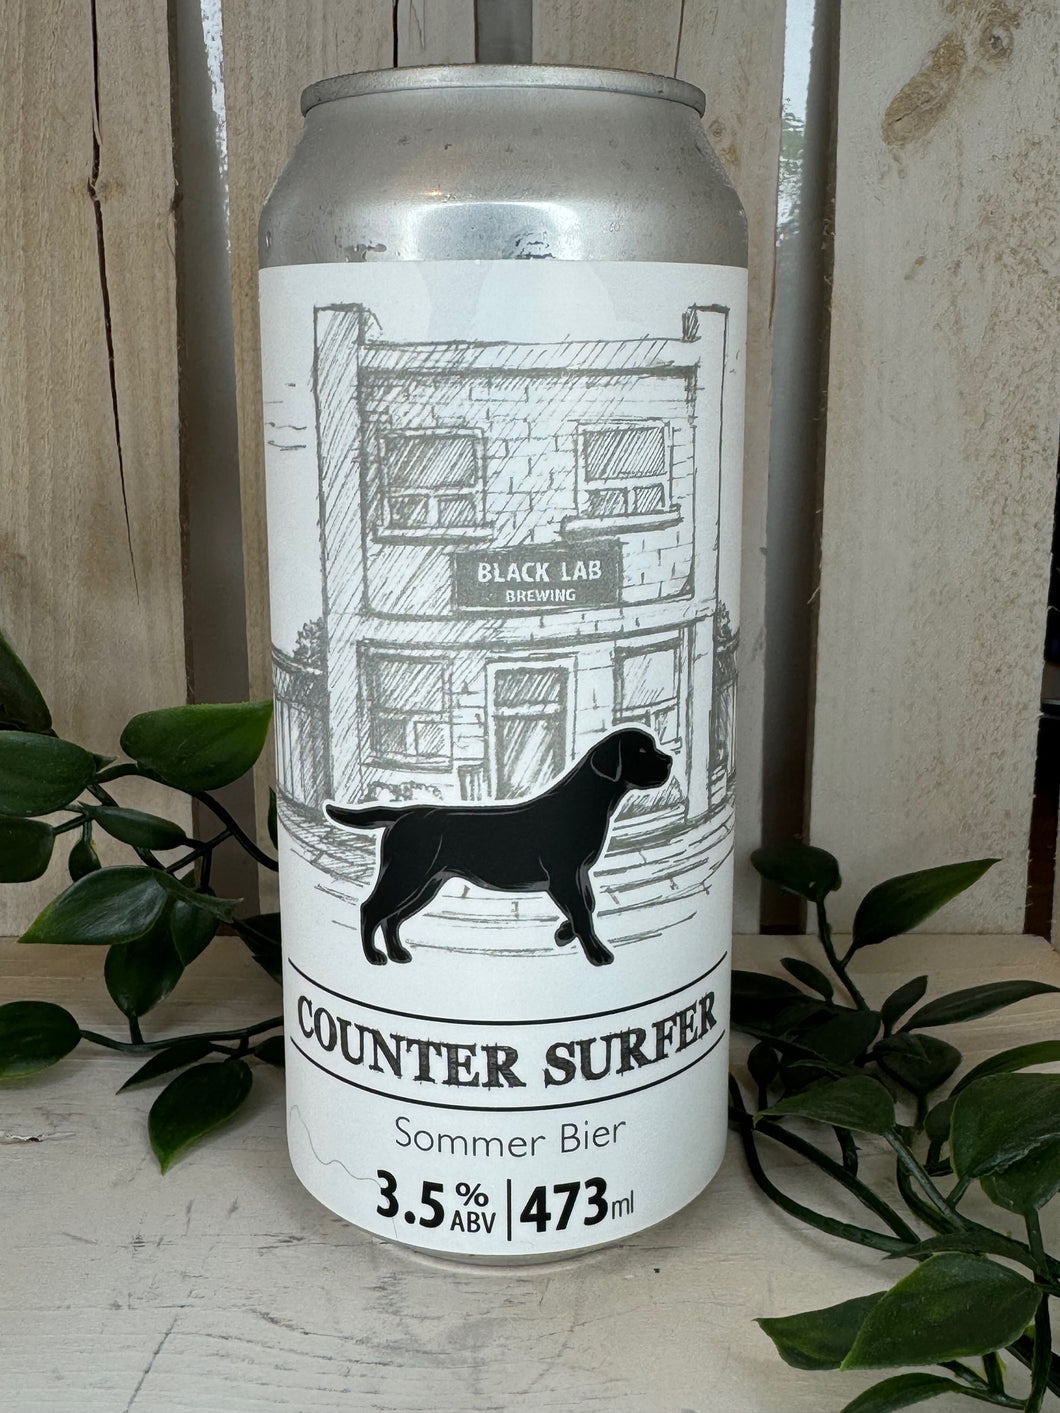 BLACK LAB
BREWING
COUNTER SURFER
Sommer Bier
3.5% ABV | 473ml